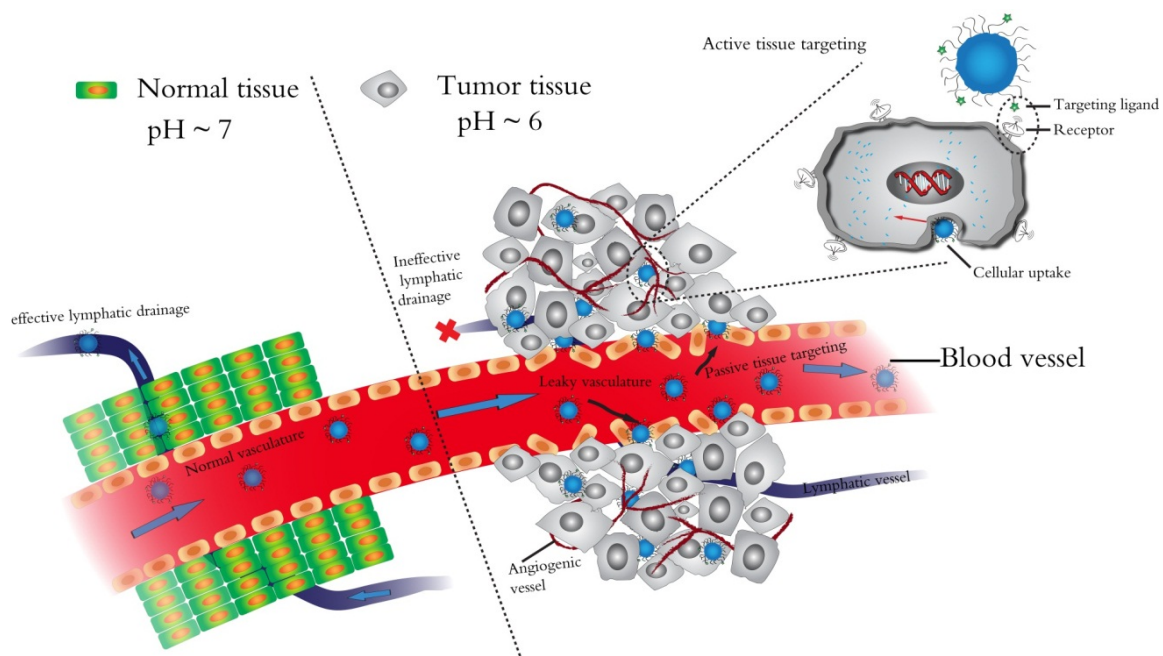 Active tissue targeting
Normal tissue
pH ~ 7
Tumor tissue
pH ~ 6
Targeting ligand
Receptor
Cellular uptake
Ineffective
lymphatic
drainage
effective lymphatic drainage
Normal vasculature
Leaky vasculature
Passive tissue targeting
Blood vessel
Lymphatic vessel
Angiogenic
vessel